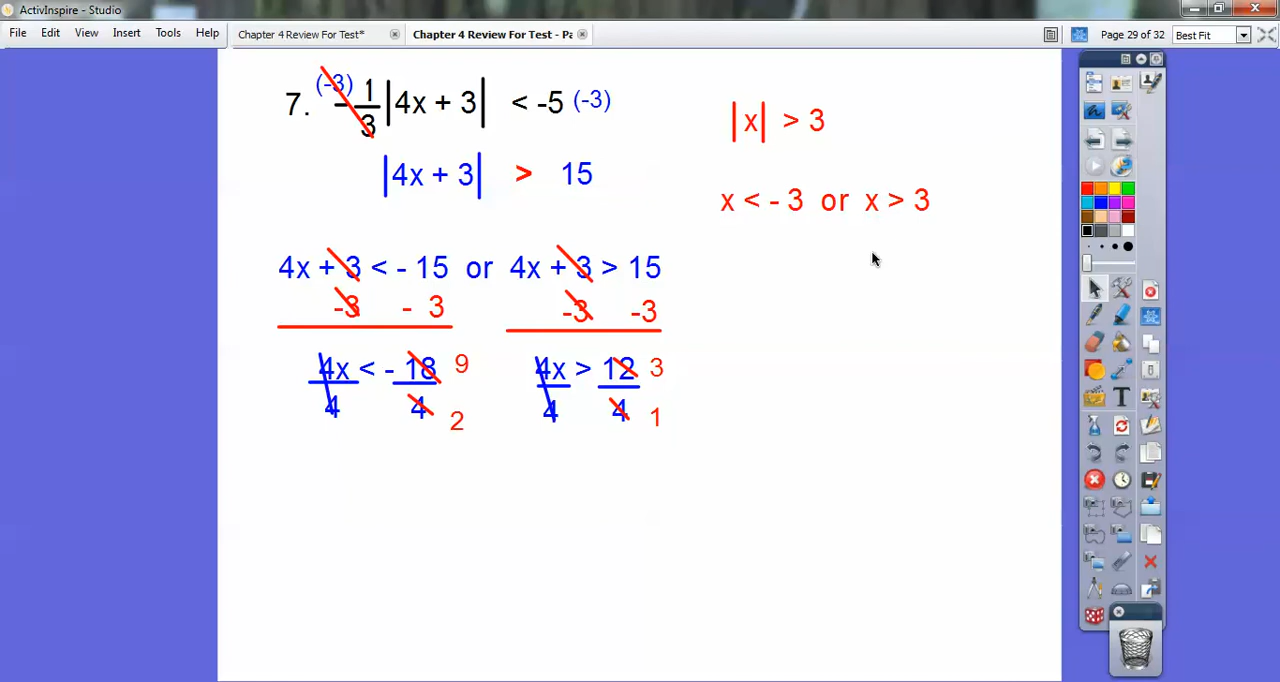 ActivInspire - Studio
File Edit View Insert Tools Help
Chapter 4 Review For Test*
Chapter 4 Review For Test - Pa
Page 29 of 32
Best Fit
7. (-3) - 1/3 |4x + 3| < -5 (-3)
|4x + 3| > 15
4x + 3 < - 15 or 4x + 3 > 15
-3 - 3 -3 -3
4x < - 18 9 4x > 12 3
4 4 2 4 4 1
|x| > 3
x < - 3 or x > 3